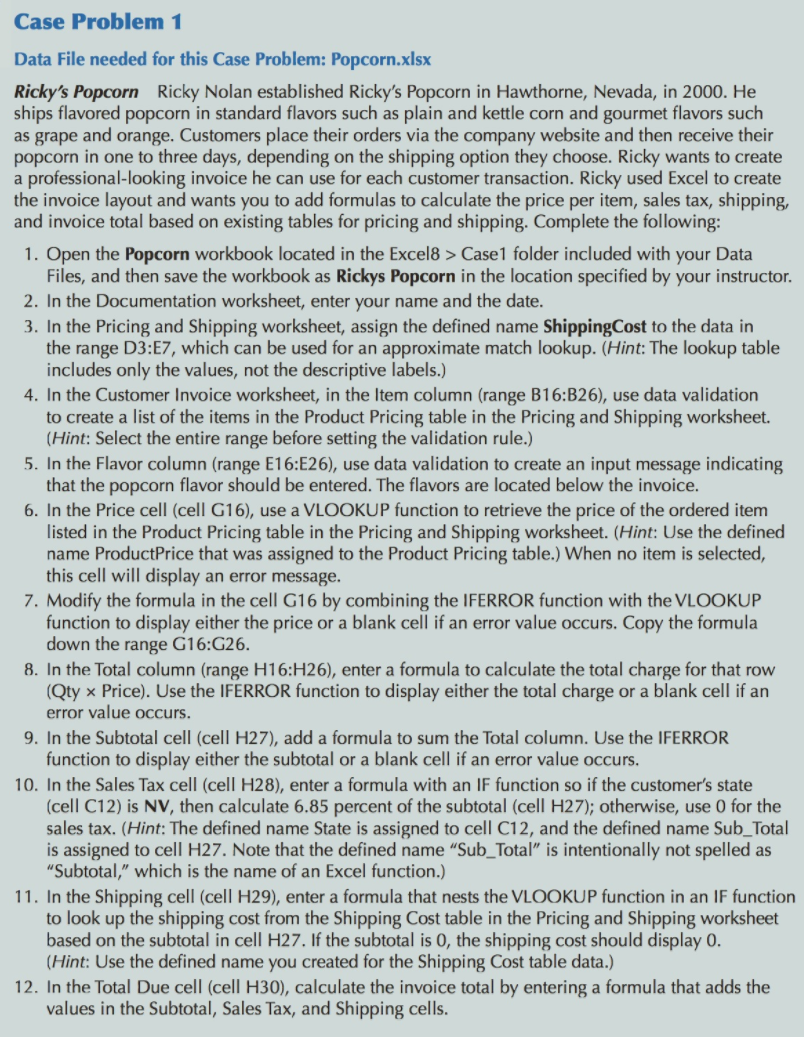 Case Problem 1
Data File needed for this Case Problem: Popcorn.xlsx
Ricky's Popcorn Ricky Nolan established Ricky's Popcorn in Hawthorne, Nevada, in 2000. He
ships flavored popcorn in standard flavors such as plain and kettle corn and gourmet flavors such
as grape and orange. Customers place their orders via the company website and then receive their
popcorn in one to three days, depending on the shipping option they choose. Ricky wants to create
a professional-looking invoice he can use for each customer transaction. Ricky used Excel to create
the invoice layout and wants you to add formulas to calculate the price per item, sales tax, shipping,
and invoice total based on existing tables for pricing and shipping. Complete the following:
1. Open the Popcorn workbook located in the Excel8 > Case1 folder included with your Data
Files, and then save the workbook as Rickys Popcorn in the location specified by your instructor.
2. In the Documentation worksheet, enter your name and the date.
3. In the Pricing and Shipping worksheet, assign the defined name ShippingCost to the data in
the range D3:E7, which can be used for an approximate match lookup. (Hint: The lookup table
includes only the values, not the descriptive labels.)
4. In the Customer Invoice worksheet, in the Item column (range B16:B26), use data validation
to create a list of the items in the Product Pricing table in the Pricing and Shipping worksheet.
(Hint: Select the entire range before setting the validation rule.)
5. In the Flavor column (range E16:E26), use data validation to create an input message indicating
that the popcorn flavor should be entered. The flavors are located below the invoice.
6. In the Price cell (cell G16), use a VLOOKUP function to retrieve the price of the ordered item
listed in the Product Pricing table in the Pricing and Shipping worksheet. (Hint: Use the defined
name ProductPrice that was assigned to the Product Pricing table.) When no item is selected,
this cell will display an error message.
7. Modify the formula in the cell G16 by combining the IFERROR function with the VLOOKUP
function to display either the price or a blank cell if an error value occurs. Copy the formula
down the range G16:G26.
8. In the Total column (range H16:H26), enter a formula to calculate the total charge for that row
(Qty × Price). Use the IFERROR function to display either the total charge or a blank cell if an
error value occurs.
9. In the Subtotal cell (cell H27), add a formula to sum the Total column. Use the IFERROR
function to display either the subtotal or a blank cell if an error value occurs.
10. In the Sales Tax cell (cell H28), enter a formula with an IF function so if the customer's state
(cell C12) is NV, then calculate 6.85 percent of the subtotal (cell H27); otherwise, use 0 for the
sales tax. (Hint: The defined name State is assigned to cell C12, and the defined name Sub_Total
is assigned to cell H27. Note that the defined name "Sub_Total" is intentionally not spelled as
"Subtotal," which is the name of an Excel function.)
11. In the Shipping cell (cell H29), enter a formula that nests the VLOOKUP function in an IF function
to look up the shipping cost from the Shipping Cost table in the Pricing and Shipping worksheet
based on the subtotal in cell H27. If the subtotal is 0, the shipping cost should display 0.
(Hint: Use the defined name you created for the Shipping Cost table data.)
12. In the Total Due cell (cell H30), calculate the invoice total by entering a formula that adds the
values in the Subtotal, Sales Tax, and Shipping cells.